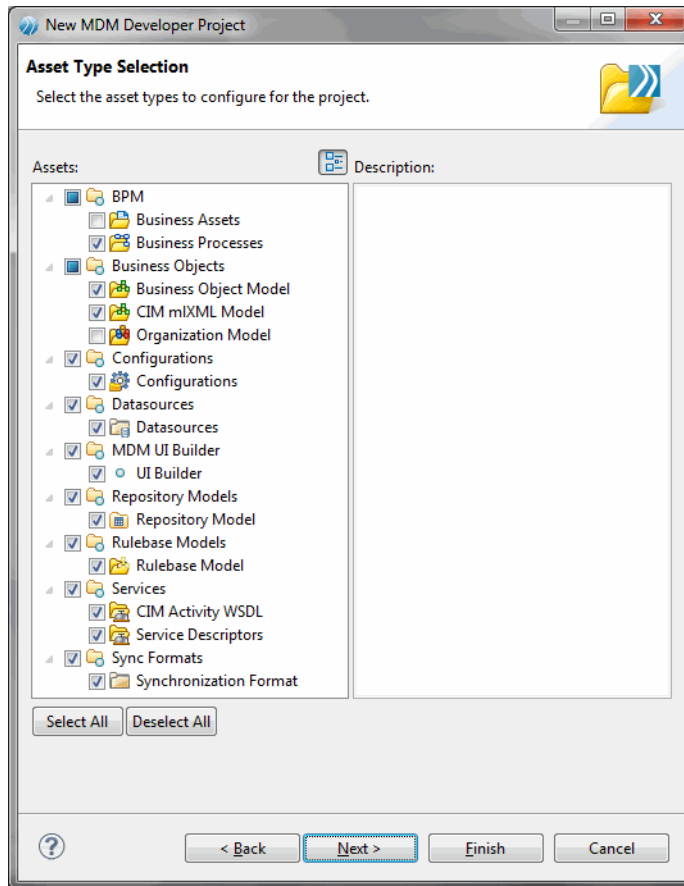 New MDM Developer Project
Asset Type Selection
Select the asset types to configure for the project.
Assets:
Description:
BPM
Business Assets
Business Processes
Business Objects
Business Object Model
CIM mlXML Model
Organization Model
Configurations
Configurations
Datasources
Datasources
MDM UI Builder
UI Builder
Repository Models
Repository Model
Rulebase Models
Rulebase Model
Services
CIM Activity WSDL
Service Descriptors
Sync Formats
Synchronization Format
Select All
Deselect All
< Back
Next >
Finish
Cancel